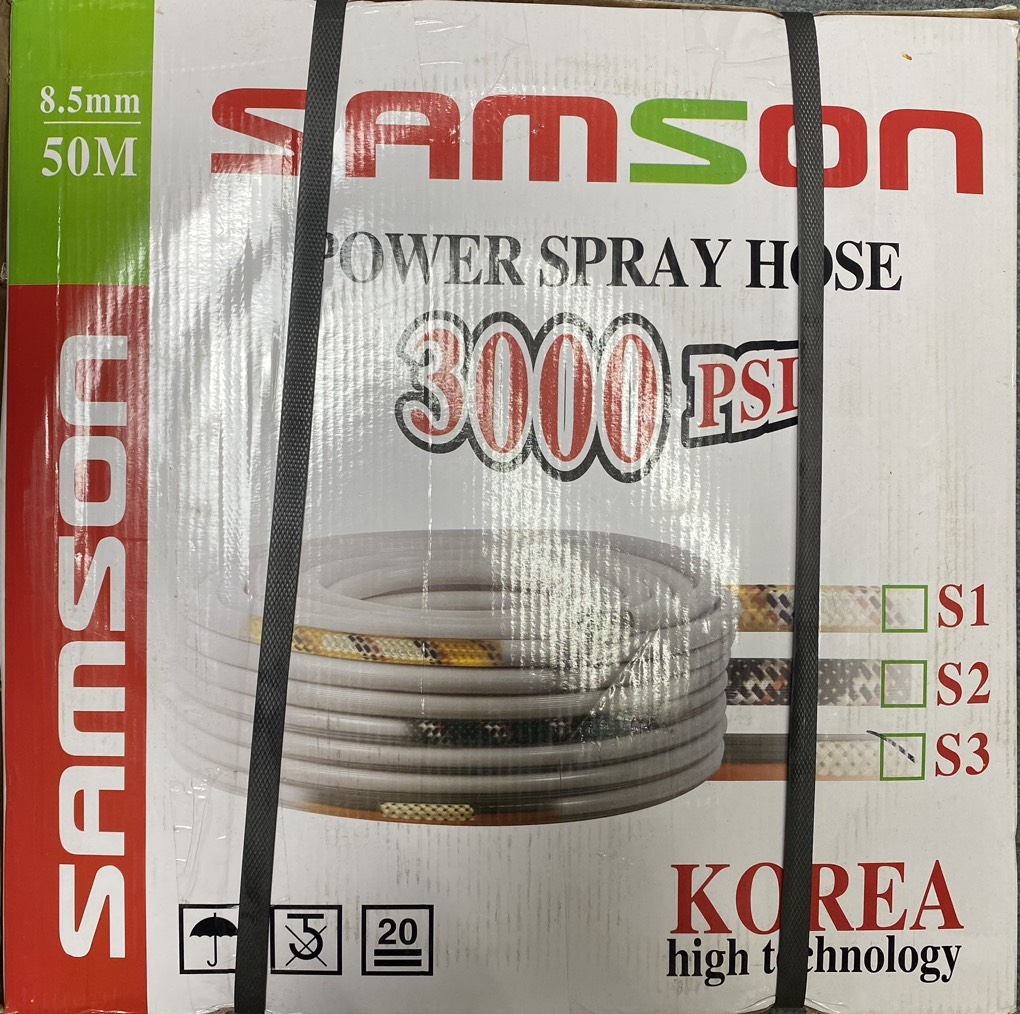 8.5mm
50M
SAMSON
POWER SPRAY HOSE
3000 PSI
SAMSON
S1
S2
S3
20
KOREA
high technology